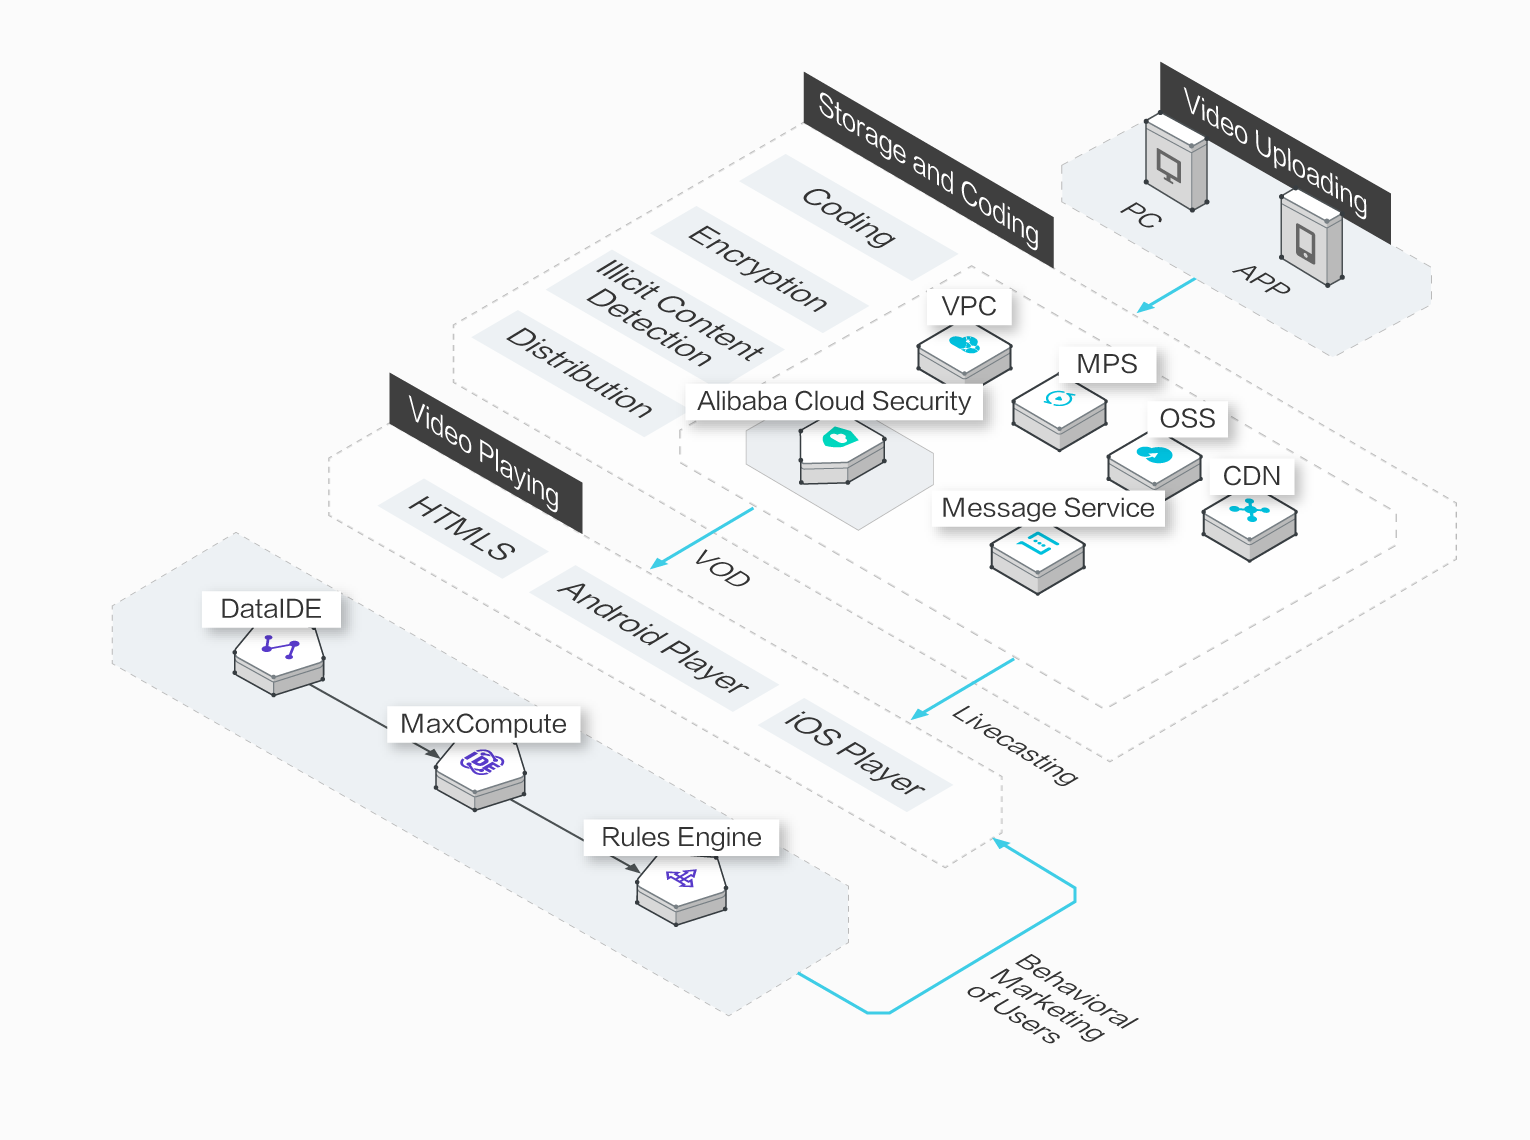 Video Uploading
PC
APP
Storage and Coding
Coding
Encryption
Illicit Content
Detection
Distribution
VPC
MPS
Alibaba Cloud Security
OSS
CDN
Message Service
Video Playing
HTMLS
Android Player
iOS Player
VOD
Livecasting
DataIDE
MaxCompute
IDE
Rules Engine
Behavioral
Marketing
of Users